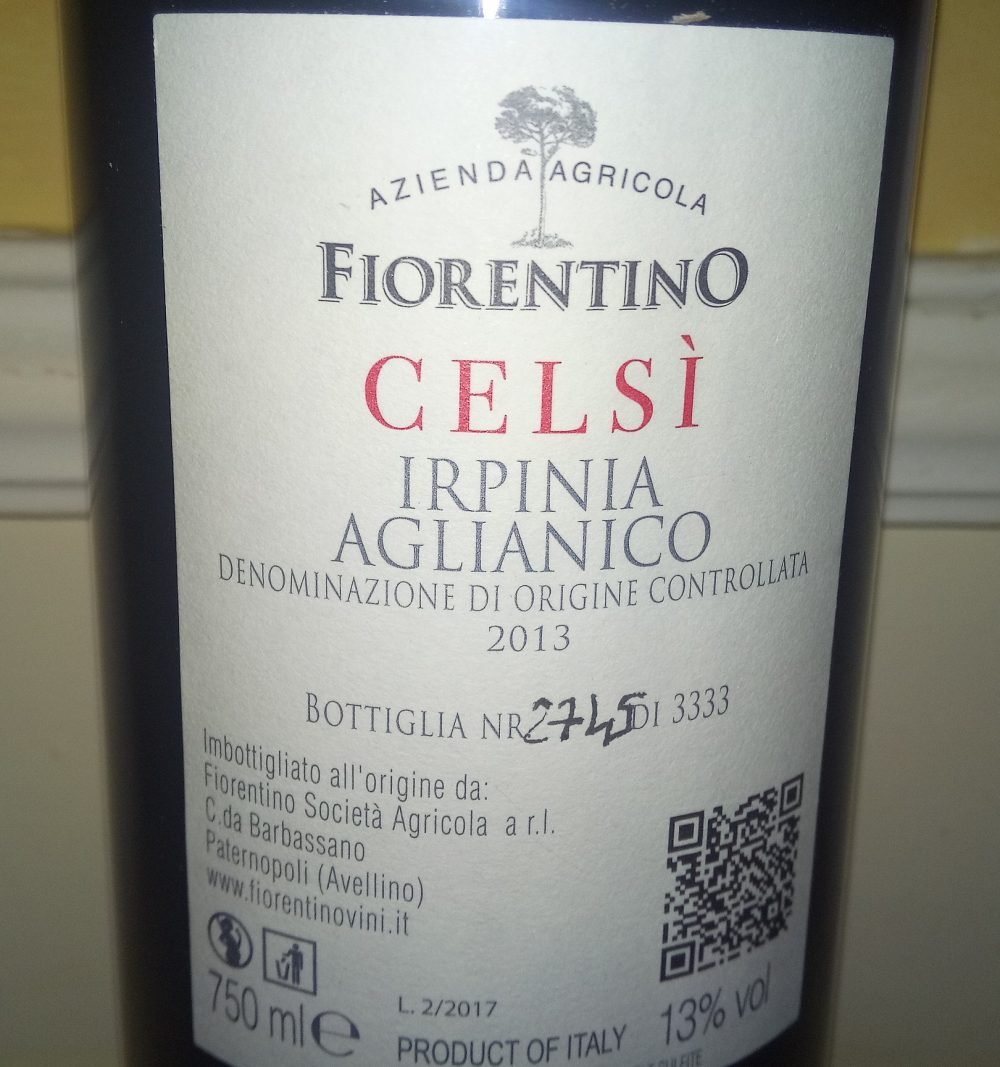 AZIENDA AGRICOLA
FIORENTINO
CELSÌ
IRPINIA
AGLIANICO
DENOMINAZIONE DI ORIGINE CONTROLLATA
2013
BOTTIGLIA NR. 2745 DI 3333
Imbottigliato all'origine da:
Fiorentino Società Agricola a r.l.
C.da Barbassano
Paternopoli (Avellino)
www.fiorentinovini.it
750 ml e
L. 2/2017
PRODUCT OF ITALY
13% vol